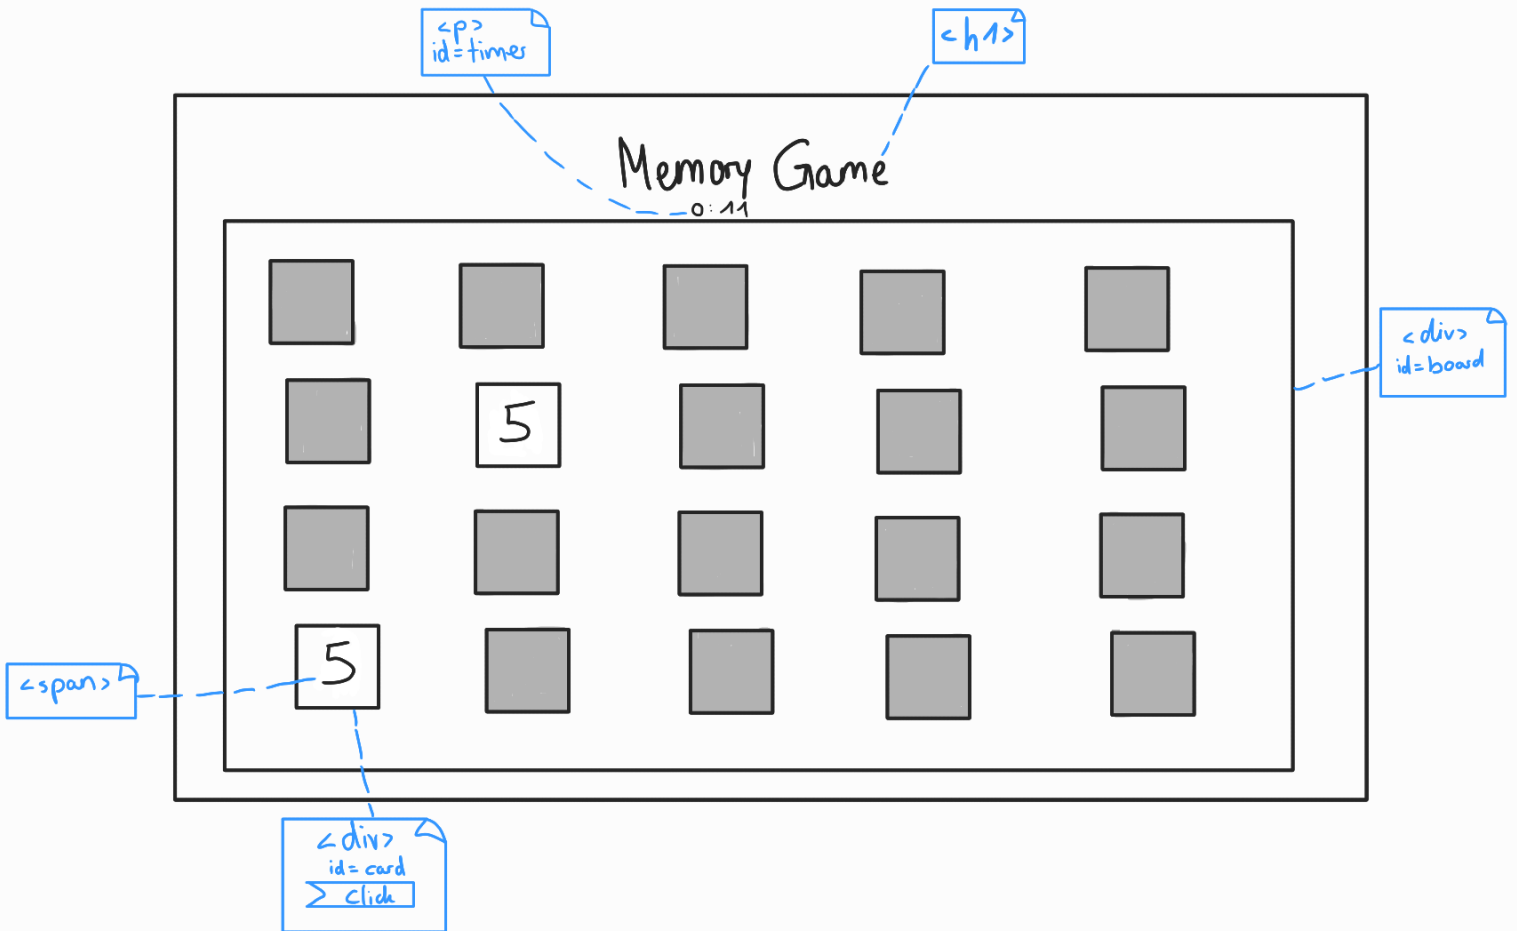 <p>
id=timer
<h1>
Memory Game
0:11
<div>
id=board
5
5
<span>
<div>
id=card
Click